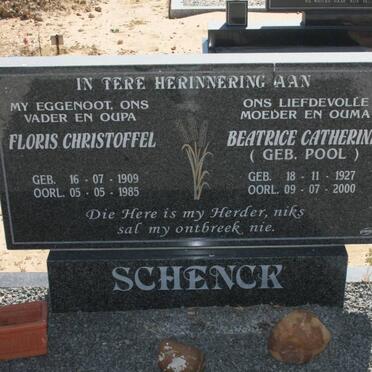 IN TERE HERINNERING AAN
MY EGGENOOT, ONS
VADER EN OUPA
FLORIS CHRISTOFFEL
GEB. 16 - 07 - 1909
OORL. 05 - 05 - 1985
ONS LIEFDEVOLLE
MOEDER EN OUMA
BEATRICE CATHERINA
( GEB. POOL )
GEB. 18 - 11 - 1927
OORL. 09 - 07 - 2000
Die Here is my Herder, niks
sal my ontbreek nie.
SCHENCK